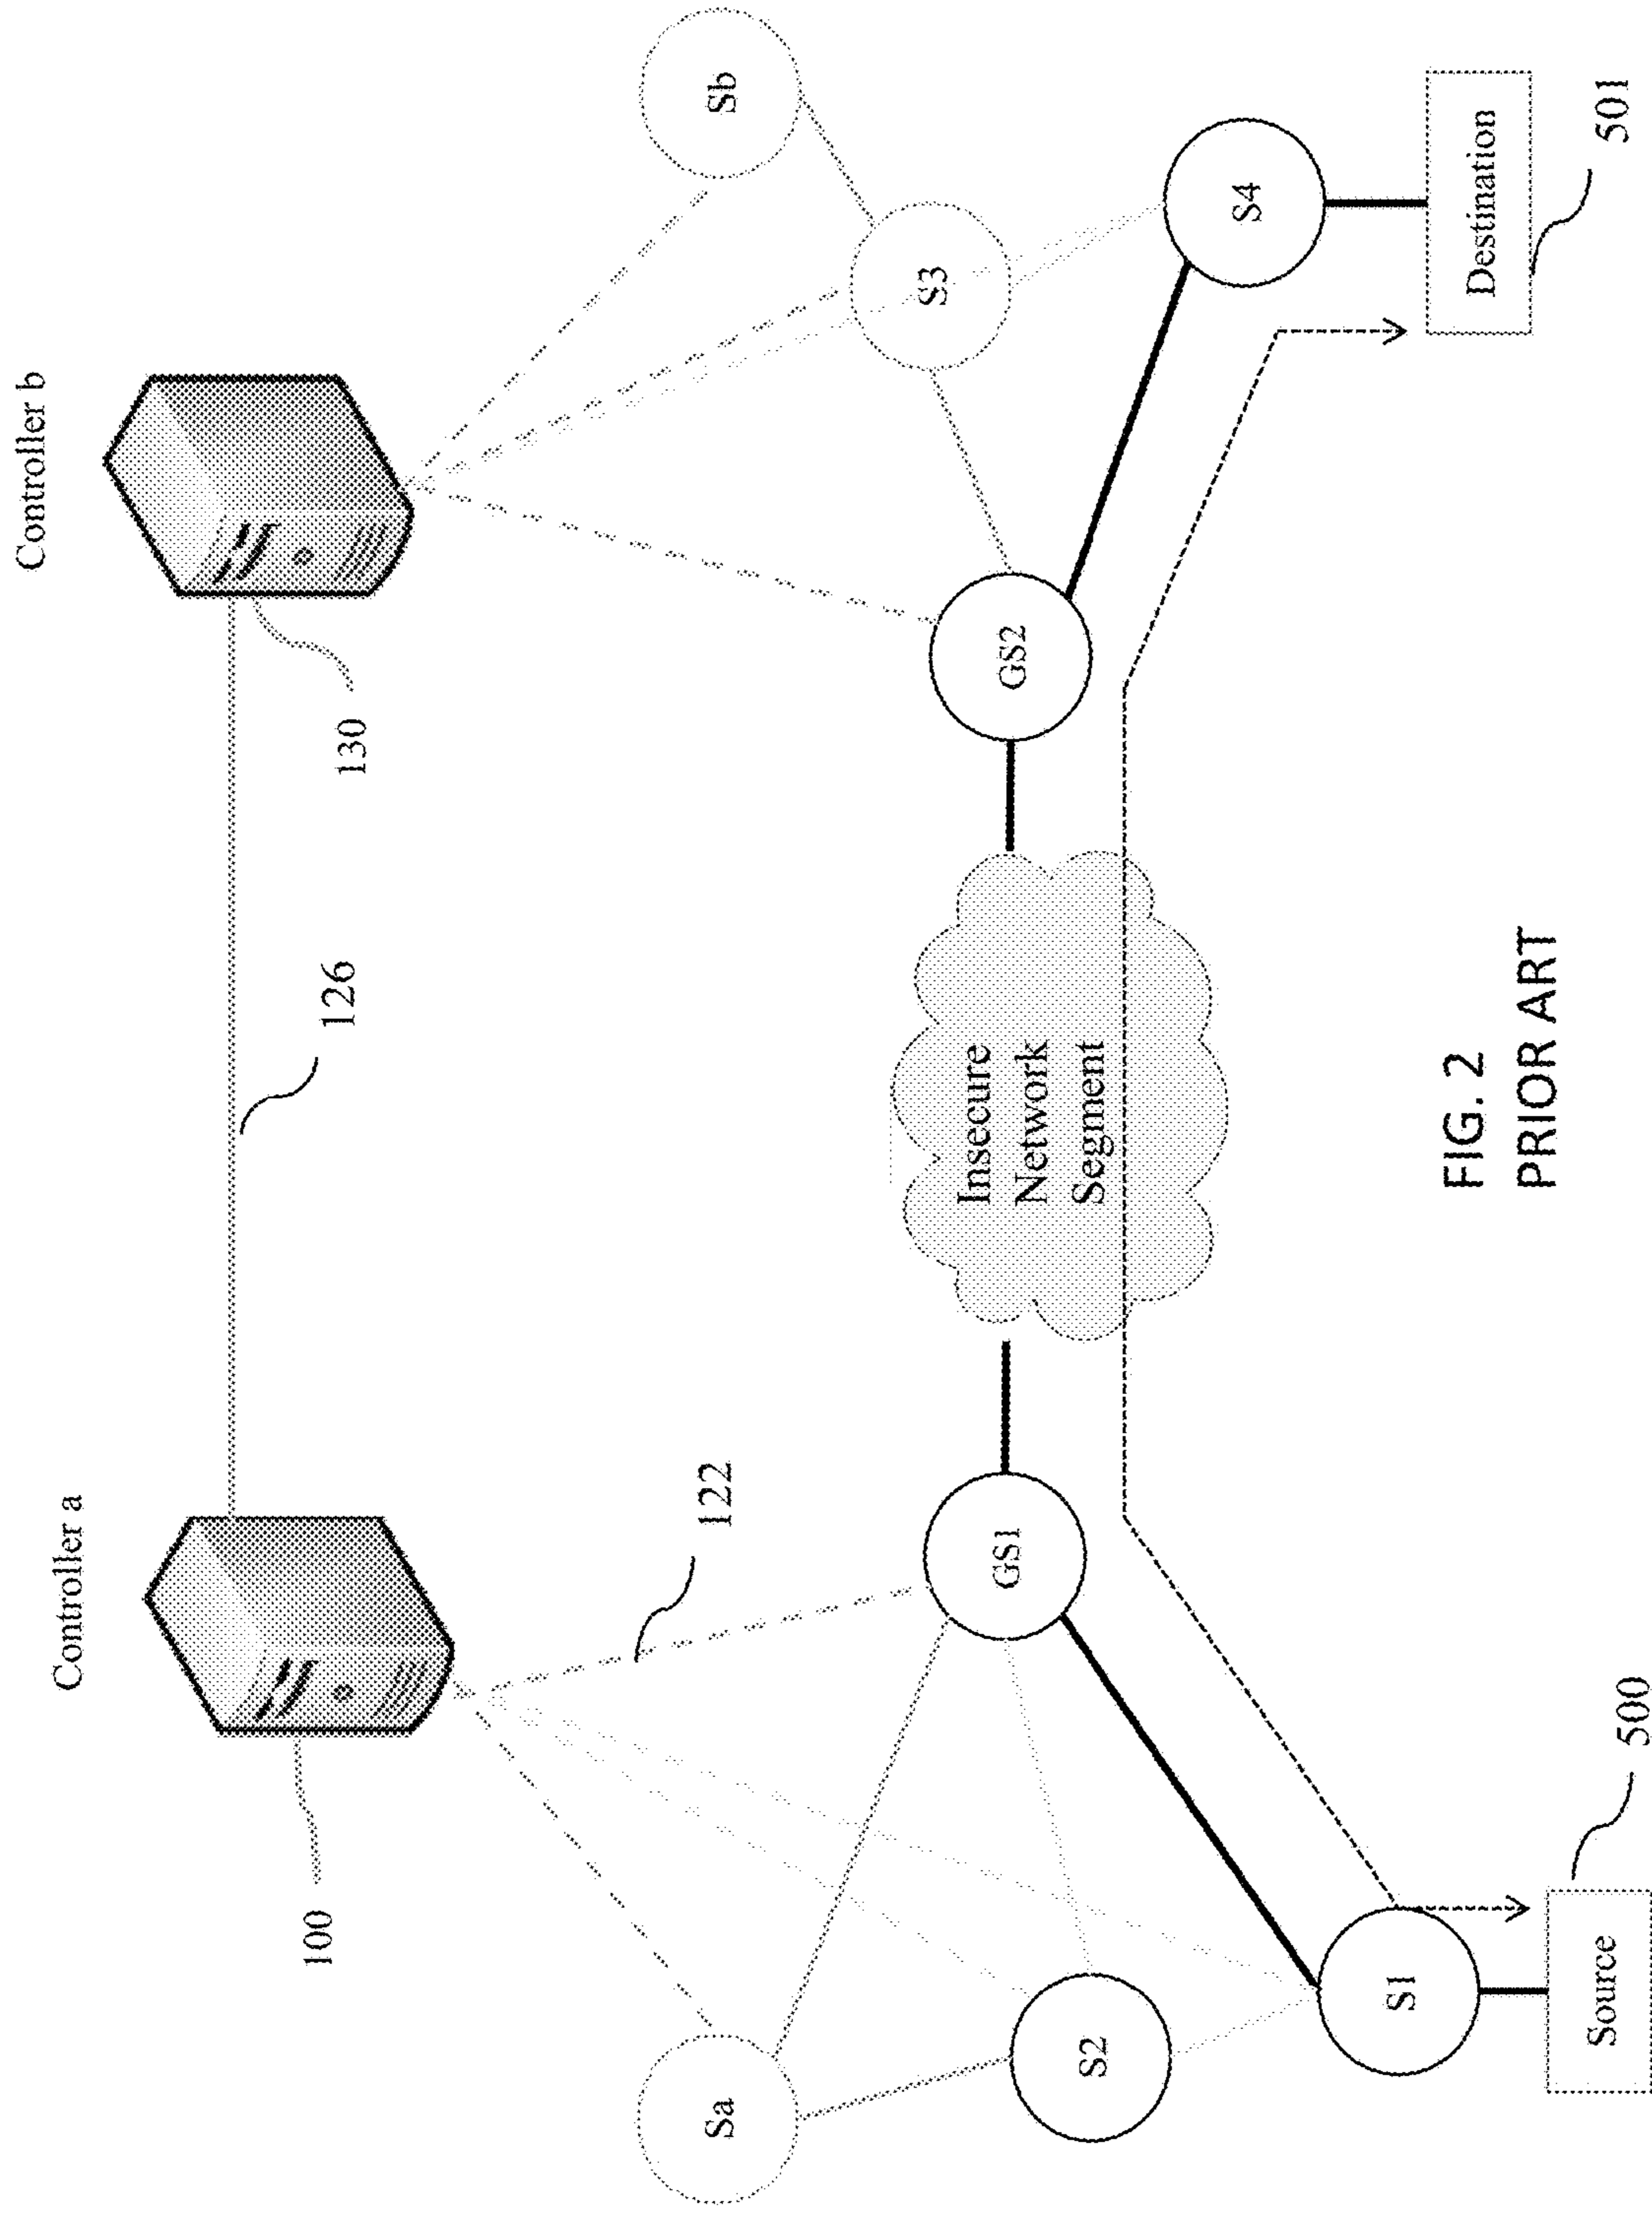 Controller a
Controller b
100
126
130
122
Sa
Sb
S2
S3
GS1
Insecure
Network
Segment
GS2
S1
S4
Source
500
Destination
501
FIG. 2
PRIOR ART